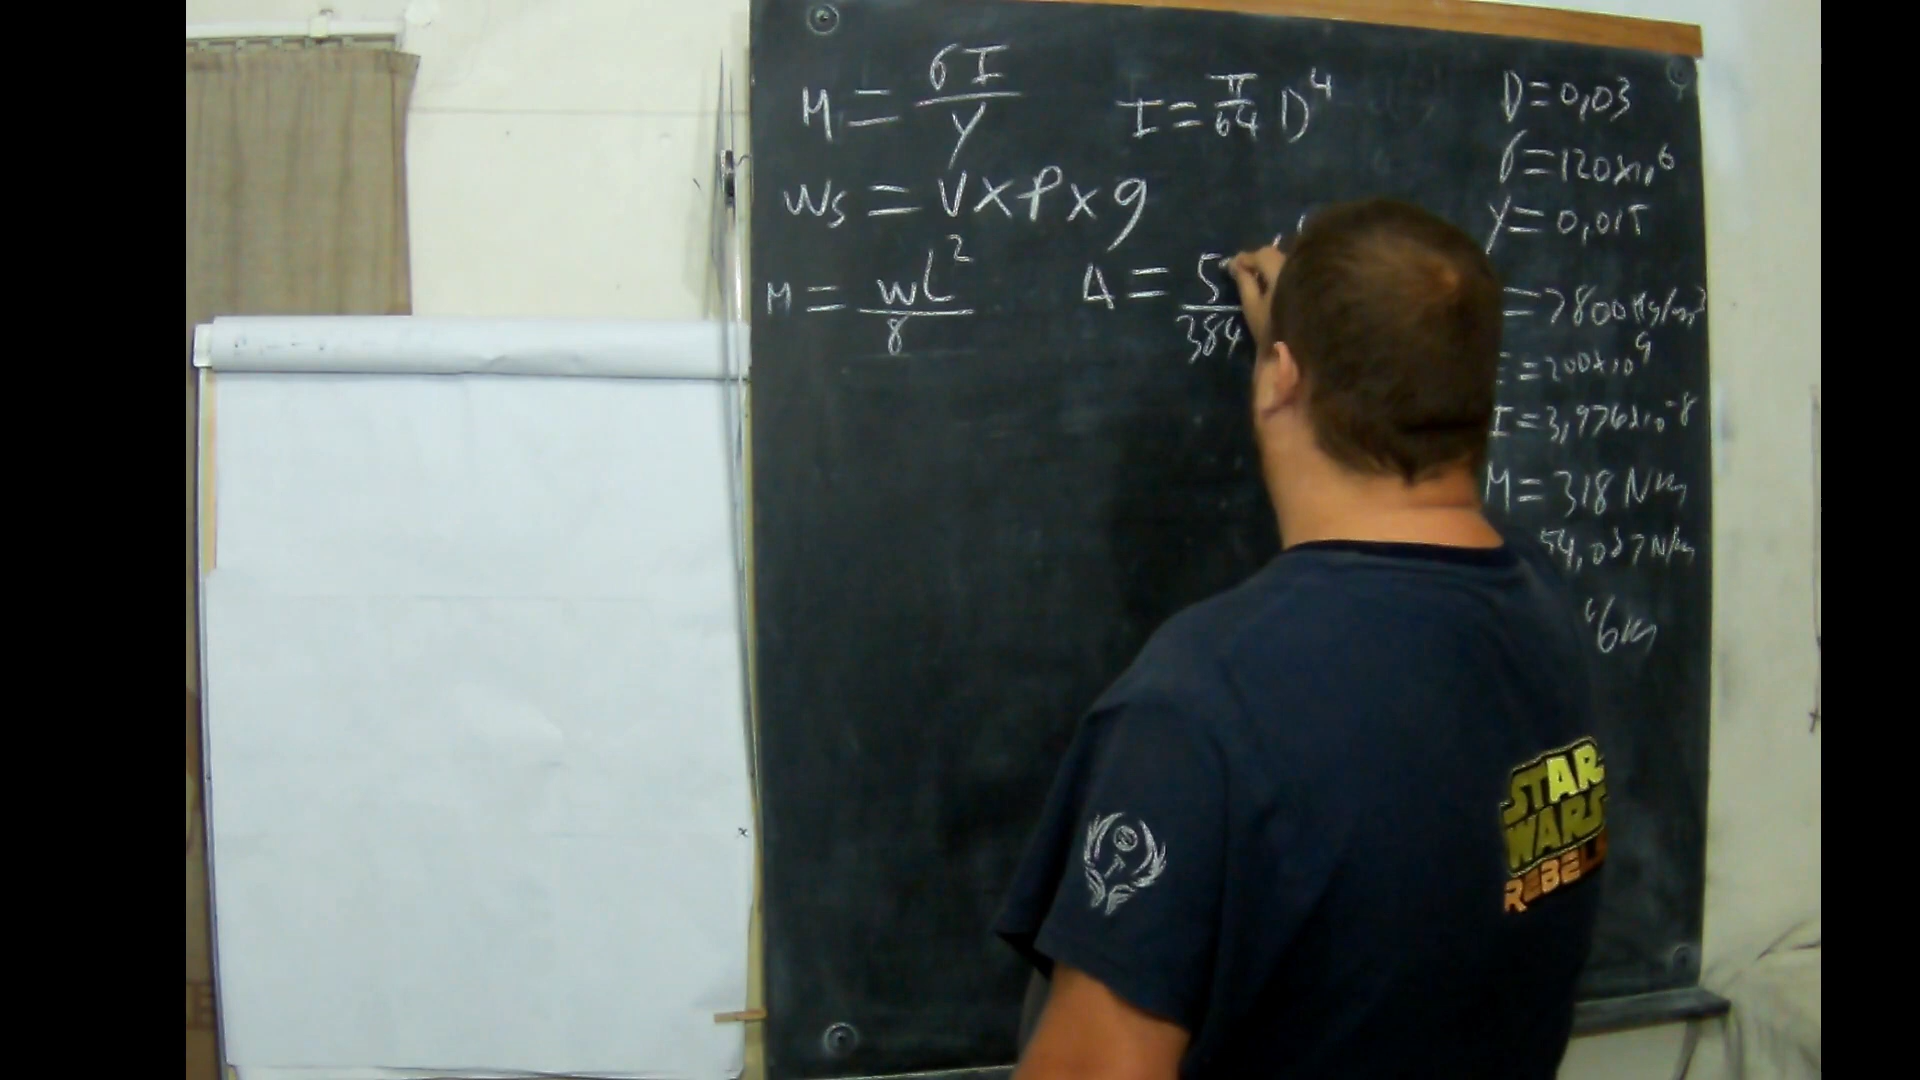 M = σI / y
I = π/64 D⁴
Ws = V x ρ x g
M = wL² / 8
Δ = 5 / 384
D = 0,03
σ = 120x10⁶
y = 0,015
= 7800 kg/m³
E = 200x10⁹
I = 3,976x10⁻⁸
M = 318 Nm
54,037 N/m
6m
STAR
WARS
REBELS